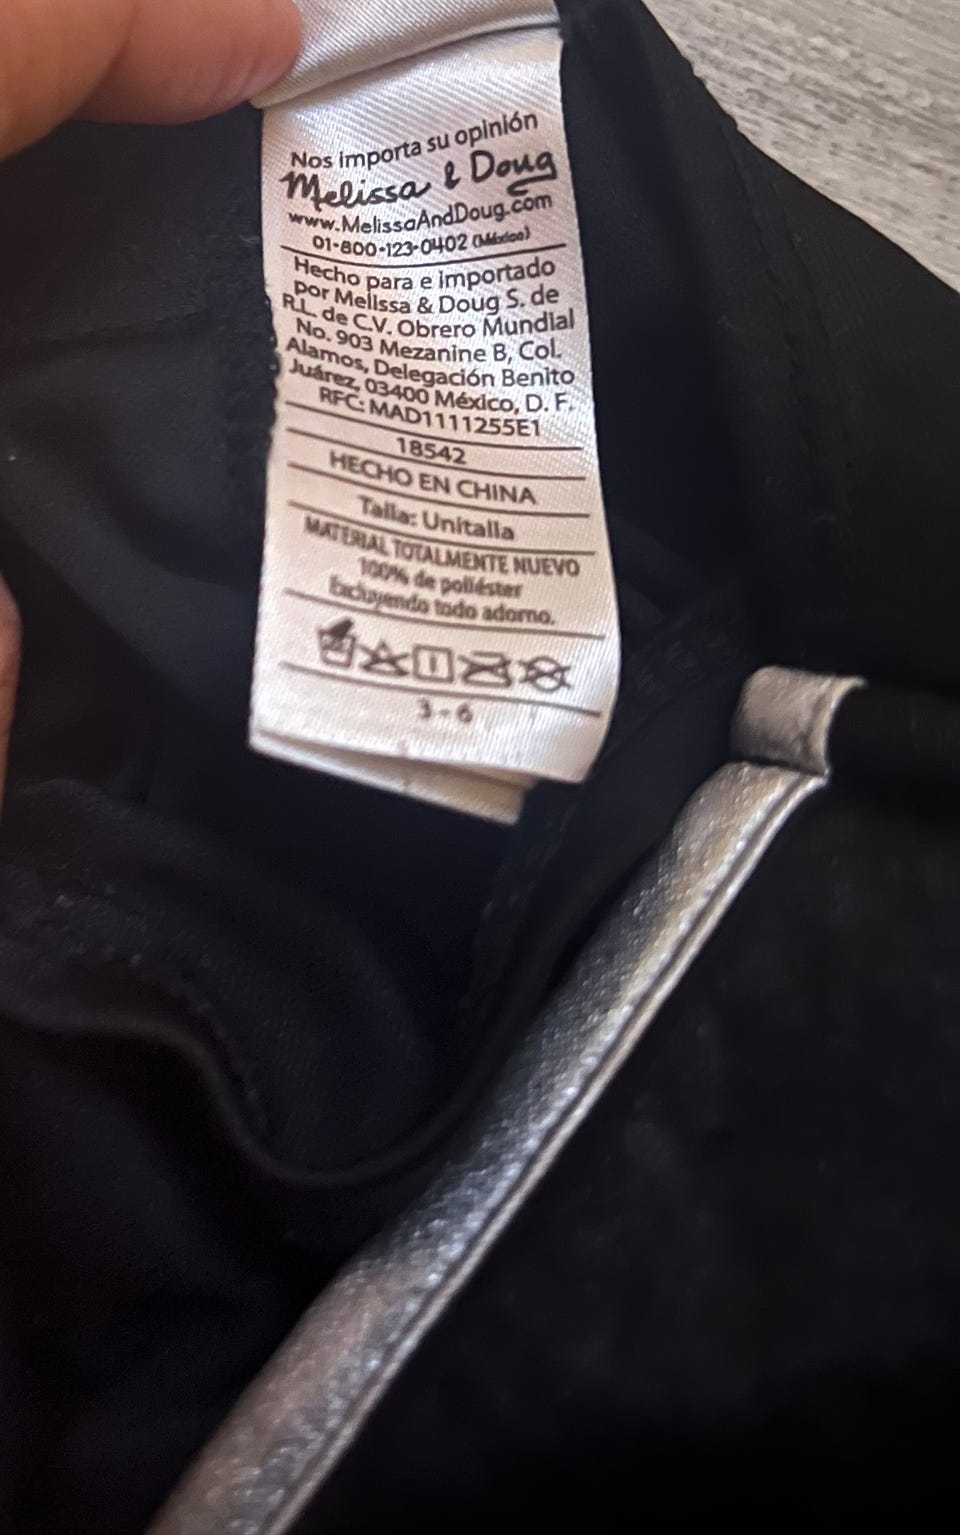 Nos importa su opinión
Melissa & Doug
www.MelissaAndDoug.com
01-800-123-0402 (México)
Hecho para e importado
por Melissa & Doug S. de
R.L. de C.V. Obrero Mundial
No. 903 Mezanine B, Col.
Alamos, Delegación Benito
Juárez, 03400 México, D. F.
RFC: MAD1111255E1
18542
HECHO EN CHINA
Talla: Unitalla
MATERIAL TOTALMENTE NUEVO
100% de poliéster
Excluyendo todo adorno.
3 - 6